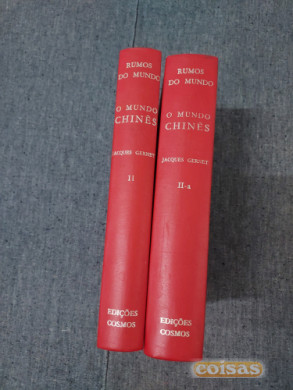 RUMOS
DO MUNDO
O MUNDO
CHINÊS
JACQUES GERNET
II
EDIÇÕES
COSMOS
RUMOS
DO MUNDO
O MUNDO
CHINÊS
JACQUES GERNET
II-a
EDIÇÕES
COSMOS
coisas